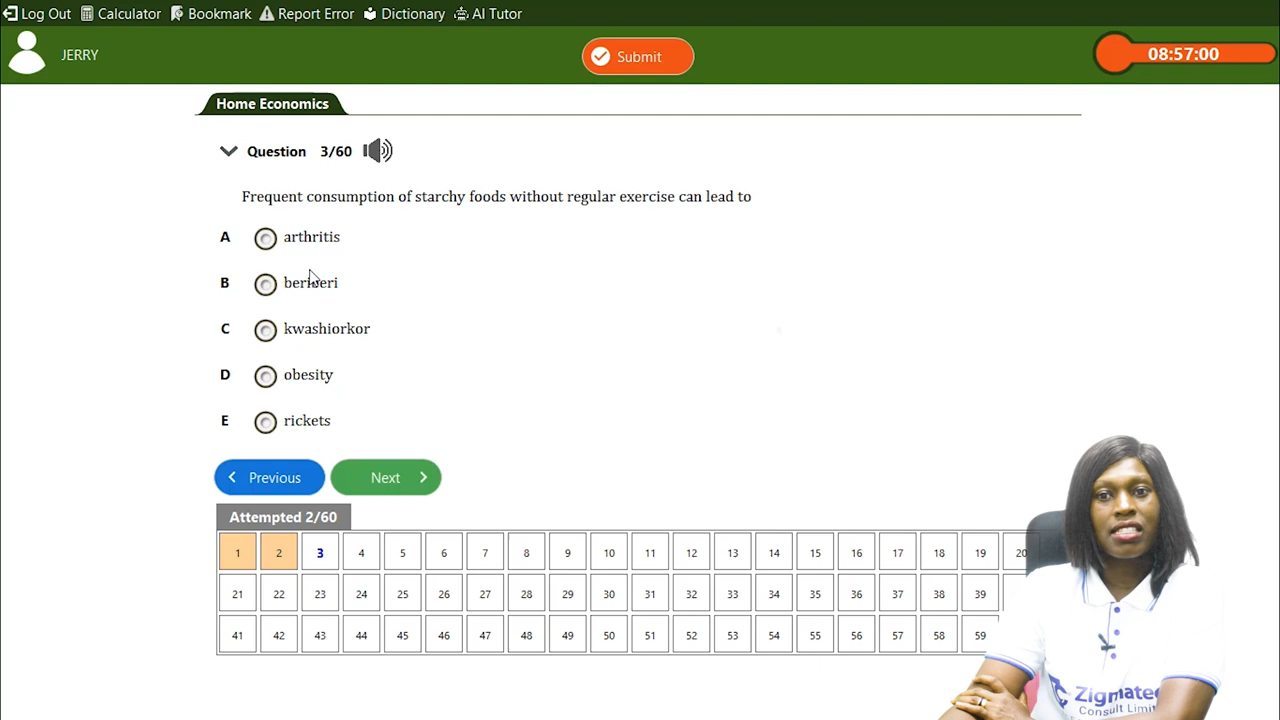 Log Out Calculator Bookmark Report Error Dictionary AI Tutor
JERRY
Submit
08:57:00
Home Economics
Question 3/60
Frequent consumption of starchy foods without regular exercise can lead to
A arthritis
B beriberi
C kwashiorkor
D obesity
E rickets
Previous Next
Attempted 2/60
1 2 3 4 5 6 7 8 9 10 11 12 13 14 15 16 17 18 19 20
21 22 23 24 25 26 27 28 29 30 31 32 33 34 35 36 37 38 39
41 42 43 44 45 46 47 48 49 50 51 52 53 54 55 56 57 58 59
Zigmatec
Consult Limit